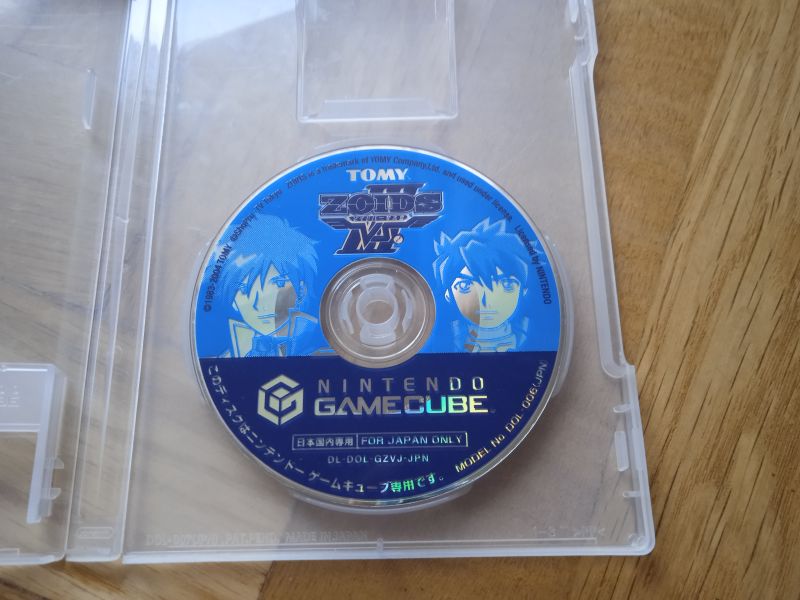 TOMY
©1983-2004 TOMY ©ShoPro・TV Tokyo ZOIDS is a trademark of TOMY Company,Ltd. and used under license. Licensed by NINTENDO
ZOIDS
III
VS.
NINTENDO
GAMECUBE
日本国内専用 FOR JAPAN ONLY
DL-DOL-GZVJ-JPN
このディスクはニンテンドー ゲームキューブ専用です。
MODEL No DOL-006(JPN
MADE IN JAPAN